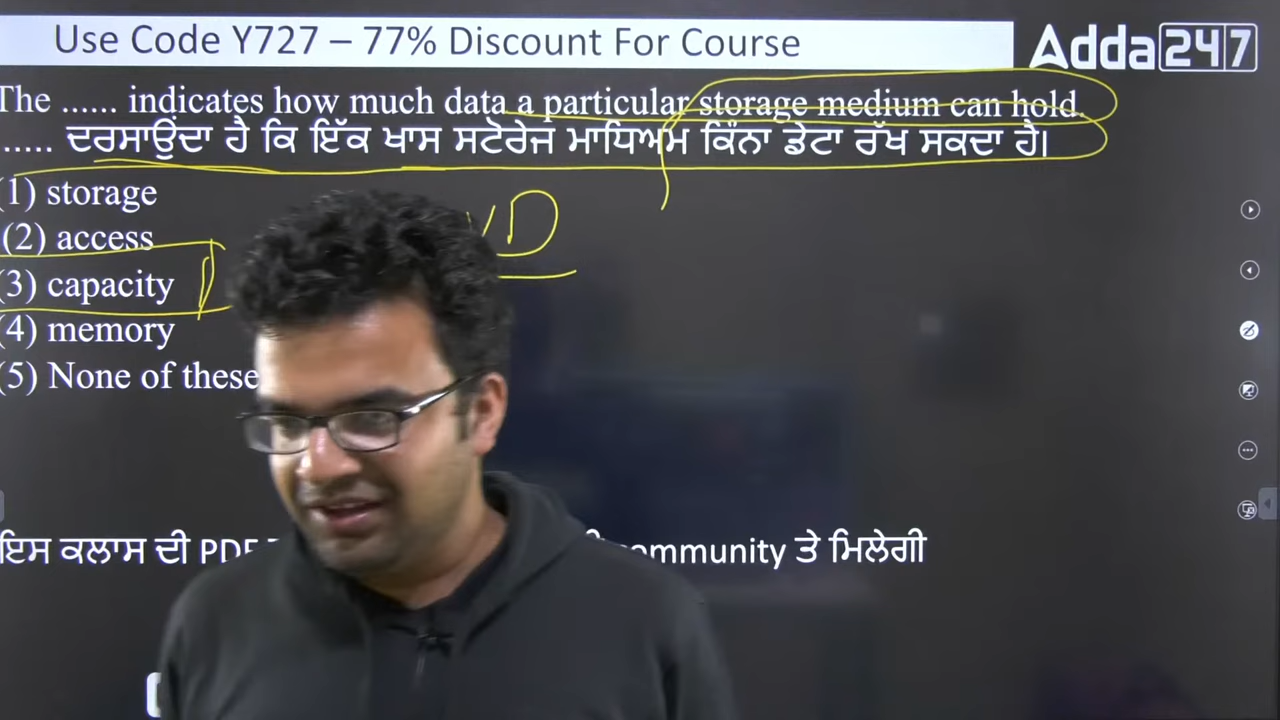 Use Code Y727 – 77% Discount For Course
Adda247
The ...... indicates how much data a particular storage medium can hold.
..... ਦਰਸਾਉਂਦਾ ਹੈ ਕਿ ਇੱਕ ਖਾਸ ਸਟੋਰੇਜ ਮਾਧਿਅਮ ਕਿੰਨਾ ਡੇਟਾ ਰੱਖ ਸਕਦਾ ਹੈ।
(1) storage
(2) access
(3) capacity
(4) memory
(5) None of these
ਇਸ ਕਲਾਸ ਦੀ PDF community ਤੇ ਮਿਲੇਗੀ